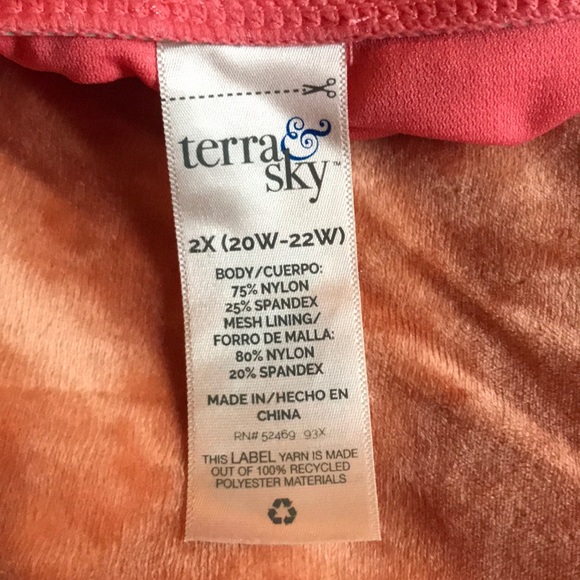 terra &
sky™
2X (20W-22W)
BODY/CUERPO:
75% NYLON
25% SPANDEX
MESH LINING/
FORRO DE MALLA:
80% NYLON
20% SPANDEX
MADE IN/HECHO EN
CHINA
RN# 52469 93X
THIS LABEL YARN IS MADE
OUT OF 100% RECYCLED
POLYESTER MATERIALS